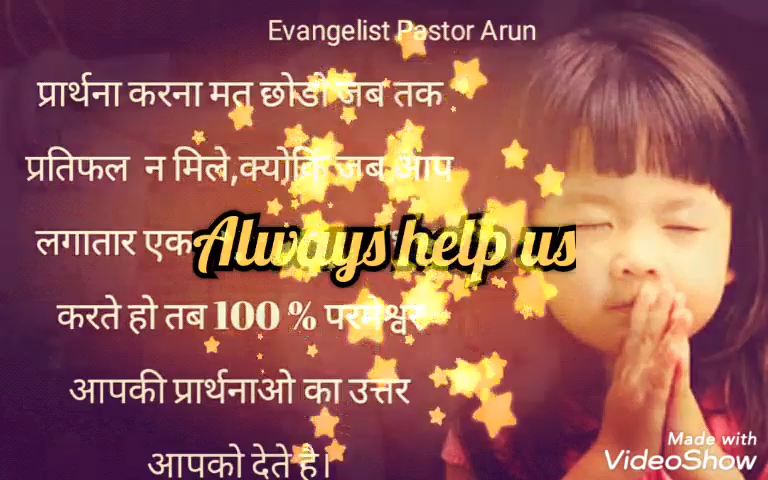 Evangelist Pastor Arun
प्रार्थना करना मत छोडो जब तक
प्रतिफल न मिले,क्योकि जब आप
लगातार एक
Always help us
करते हो तब 100 % परमेश्वर
आपकी प्रार्थनाओ का उत्तर
आपको देते है।
Made with
VideoShow